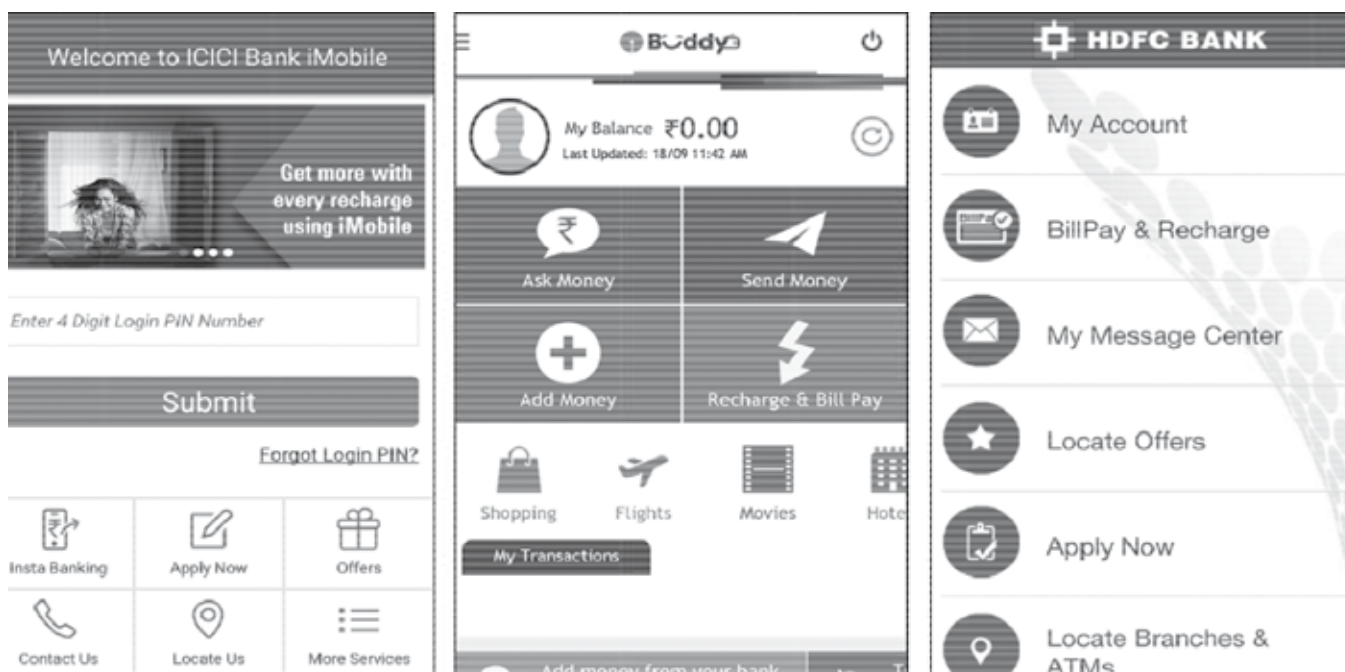 Welcome to ICICI Bank iMobile
Get more with
every recharge
using iMobile
Enter 4 Digit Login PIN Number
Submit
Forgot Login PIN?
Insta Banking
Apply Now
Offers
Contact Us
Locate Us
More Services
Buddy
My Balance ₹0.00
Last Updated: 18/09 11:42 AM
Ask Money
Send Money
Add Money
Recharge & Bill Pay
Shopping
Flights
Movies
Hote
My Transactions
Add money from your bank
HDFC BANK
My Account
BillPay
BillPay & Recharge
My Message Center
Locate Offers
Apply Now
Locate Branches &
ATMs